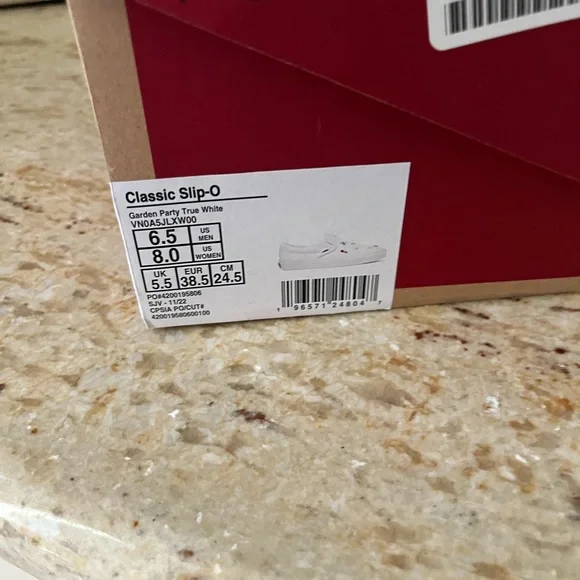 Classic Slip-O
Garden Party True White
VN0A5JLXW00
6.5 US MEN
8.0 US WOMEN
UK EUR CM
5.5 38.5 24.5
PO#4200195806
SJV - 11/22
CPSIA PO/CUT#
420019580600100
1 96571 24804 7